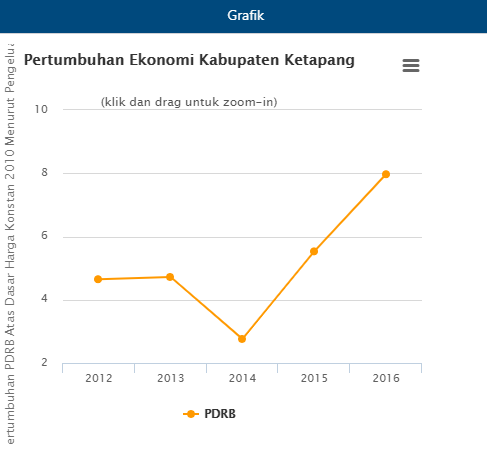 Grafik
Pertumbuhan Ekonomi Kabupaten Ketapang
(klik dan drag untuk zoom-in)
ertumbuhan PDRB Atas Dasar Harga Konstan 2010 Menurut Pengelua
10
8
6
4
2
2012 2013 2014 2015 2016
PDRB